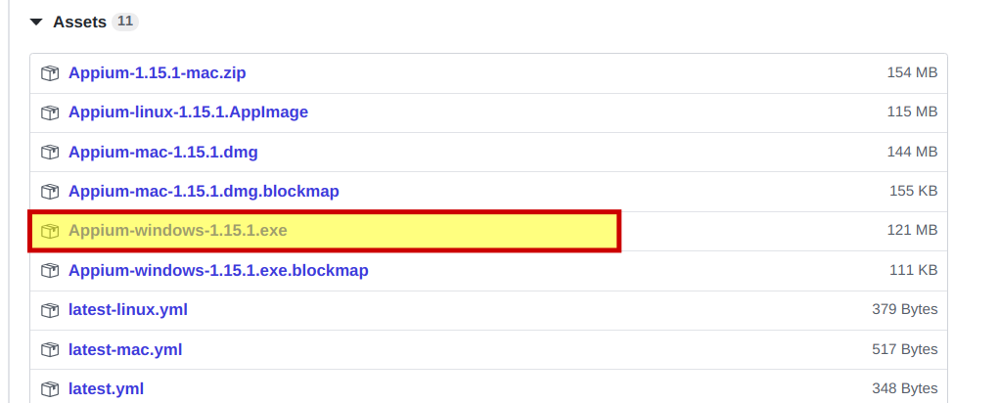 Assets 11
Appium-1.15.1-mac.zip 154 MB
Appium-linux-1.15.1.AppImage 115 MB
Appium-mac-1.15.1.dmg 144 MB
Appium-mac-1.15.1.dmg.blockmap 155 KB
Appium-windows-1.15.1.exe 121 MB
Appium-windows-1.15.1.exe.blockmap 111 KB
latest-linux.yml 379 Bytes
latest-mac.yml 517 Bytes
latest.yml 348 Bytes